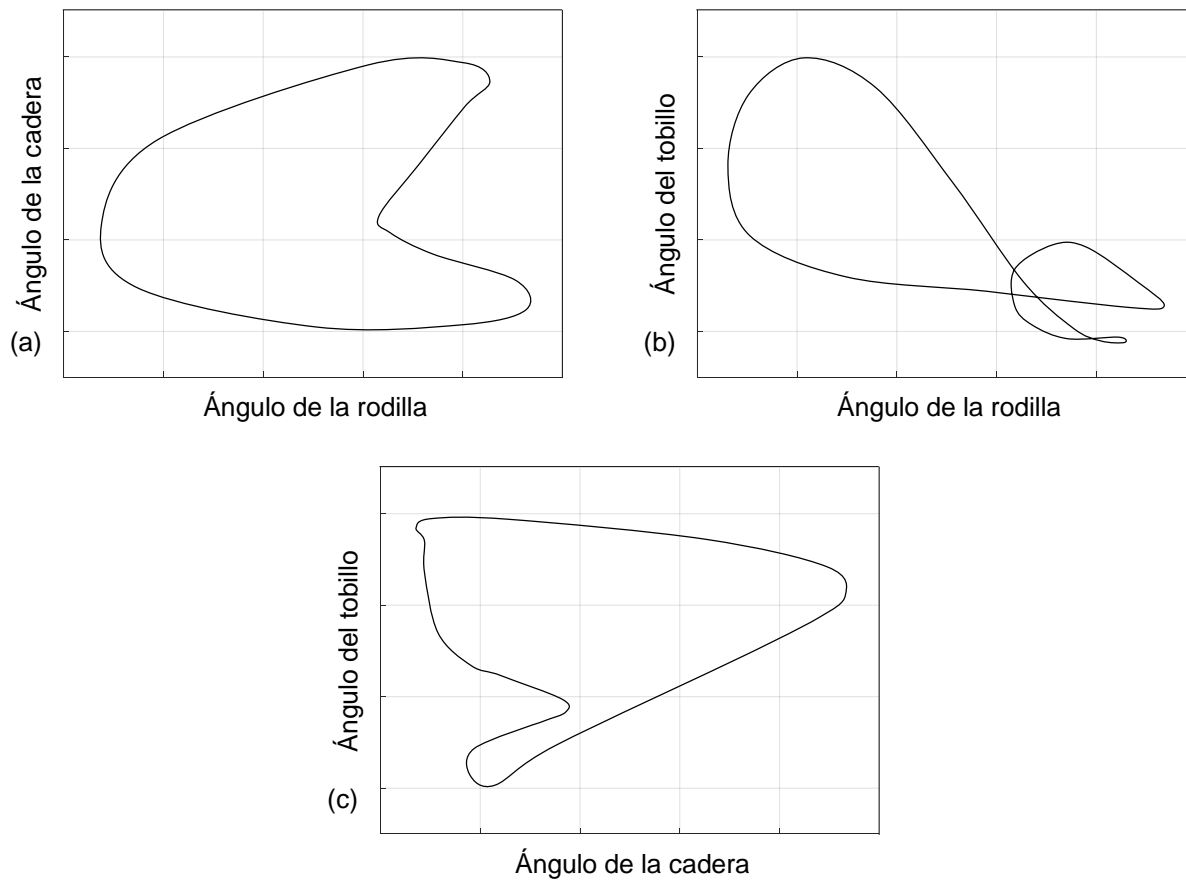 Ángulo de la cadera
(a)
Ángulo de la rodilla
Ángulo del tobillo
(b)
Ángulo de la rodilla
Ángulo del tobillo
(c)
Ángulo de la cadera